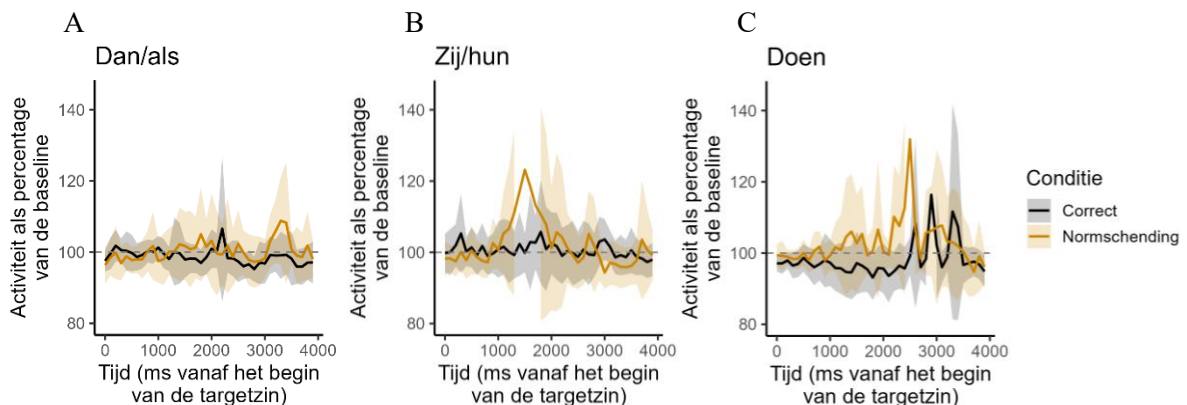 A
B
C
Dan/als
Zij/hun
Doen
Activiteit als percentage
van de baseline
140
120
100
80
0 1000 2000 3000 4000
Tijd (ms vanaf het begin
van de targetzin)
Activiteit als percentage
van de baseline
140
120
100
80
0 1000 2000 3000 4000
Tijd (ms vanaf het begin
van de targetzin)
Activiteit als percentage
van de baseline
140
120
100
80
0 1000 2000 3000 4000
Tijd (ms vanaf het begin
van de targetzin)
Conditie
Correct
Normschending